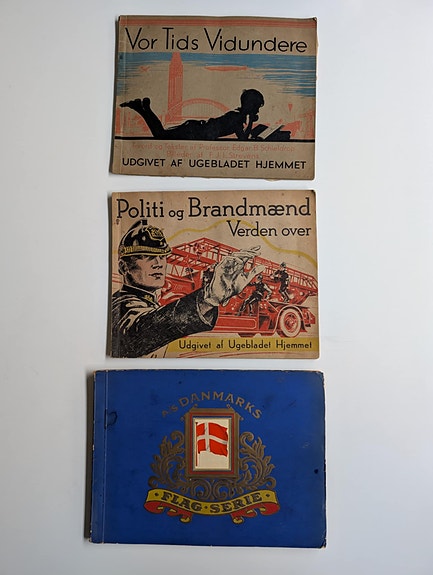 Vor Tids Vidundere
UDGIVET AF UGEBLADET HJEMMET
Politi og Brandmænd
Verden over
Udgivet af Ugebladet Hjemmet
A/S DANMARKS
FLAG-SERIE